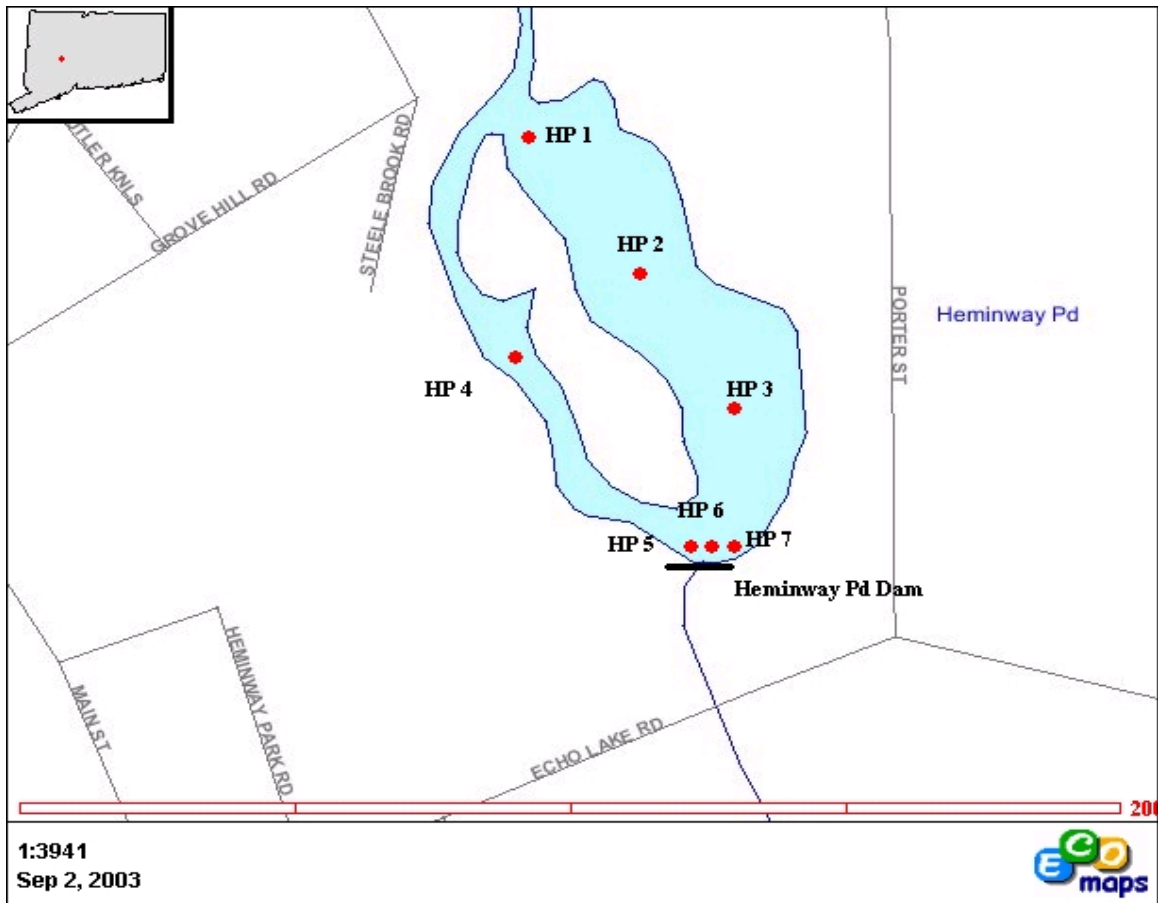 UTLER KNLS
GROVE HILL RD
STEELE BROOK RD
HP 1
HP 2
PORTER ST
Heminway Pd
HP 4
HP 3
HP 6
HP 5
HP 7
Heminway Pd Dam
HEMINWAY PARK RD
MAIN ST
ECHO LAKE RD
200
1:3941
Sep 2, 2003
ECO
maps